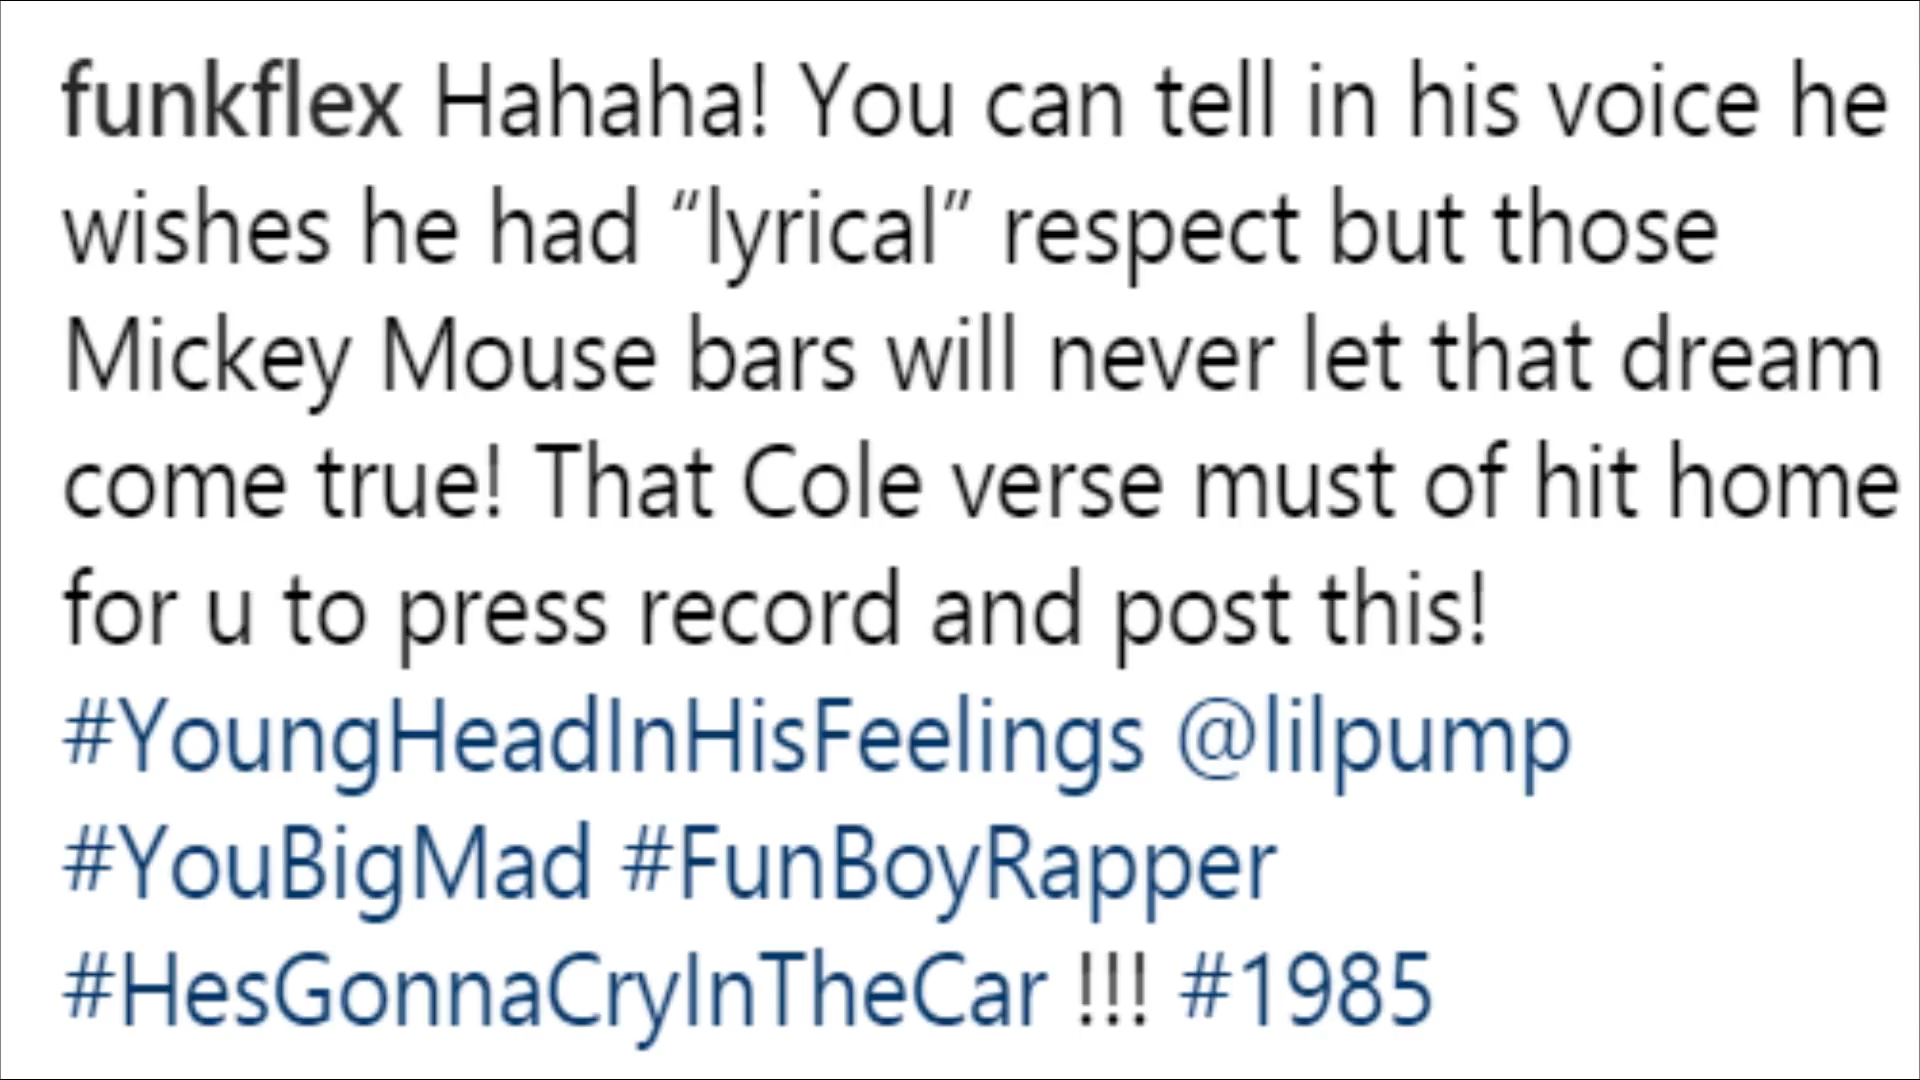 funkflex Hahaha! You can tell in his voice he
wishes he had “lyrical” respect but those
Mickey Mouse bars will never let that dream
come true! That Cole verse must of hit home
for u to press record and post this!
#YoungHeadInHisFeelings @lilpump
#YouBigMad #FunBoyRapper
#HesGonnaCryInTheCar !!! #1985